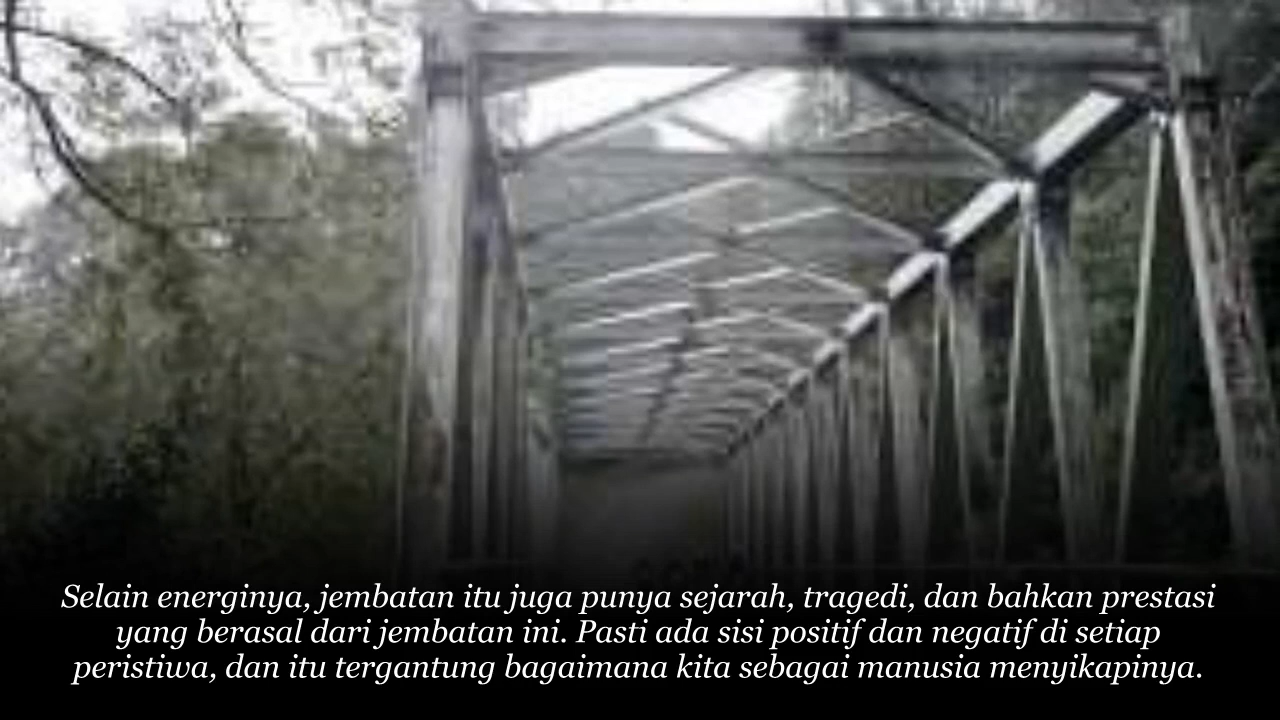 Selain energinya, jembatan itu juga punya sejarah, tragedi, dan bahkan prestasi
yang berasal dari jembatan ini. Pasti ada sisi positif dan negatif di setiap
peristiwa, dan itu tergantung bagaimana kita sebagai manusia menyikapinya.